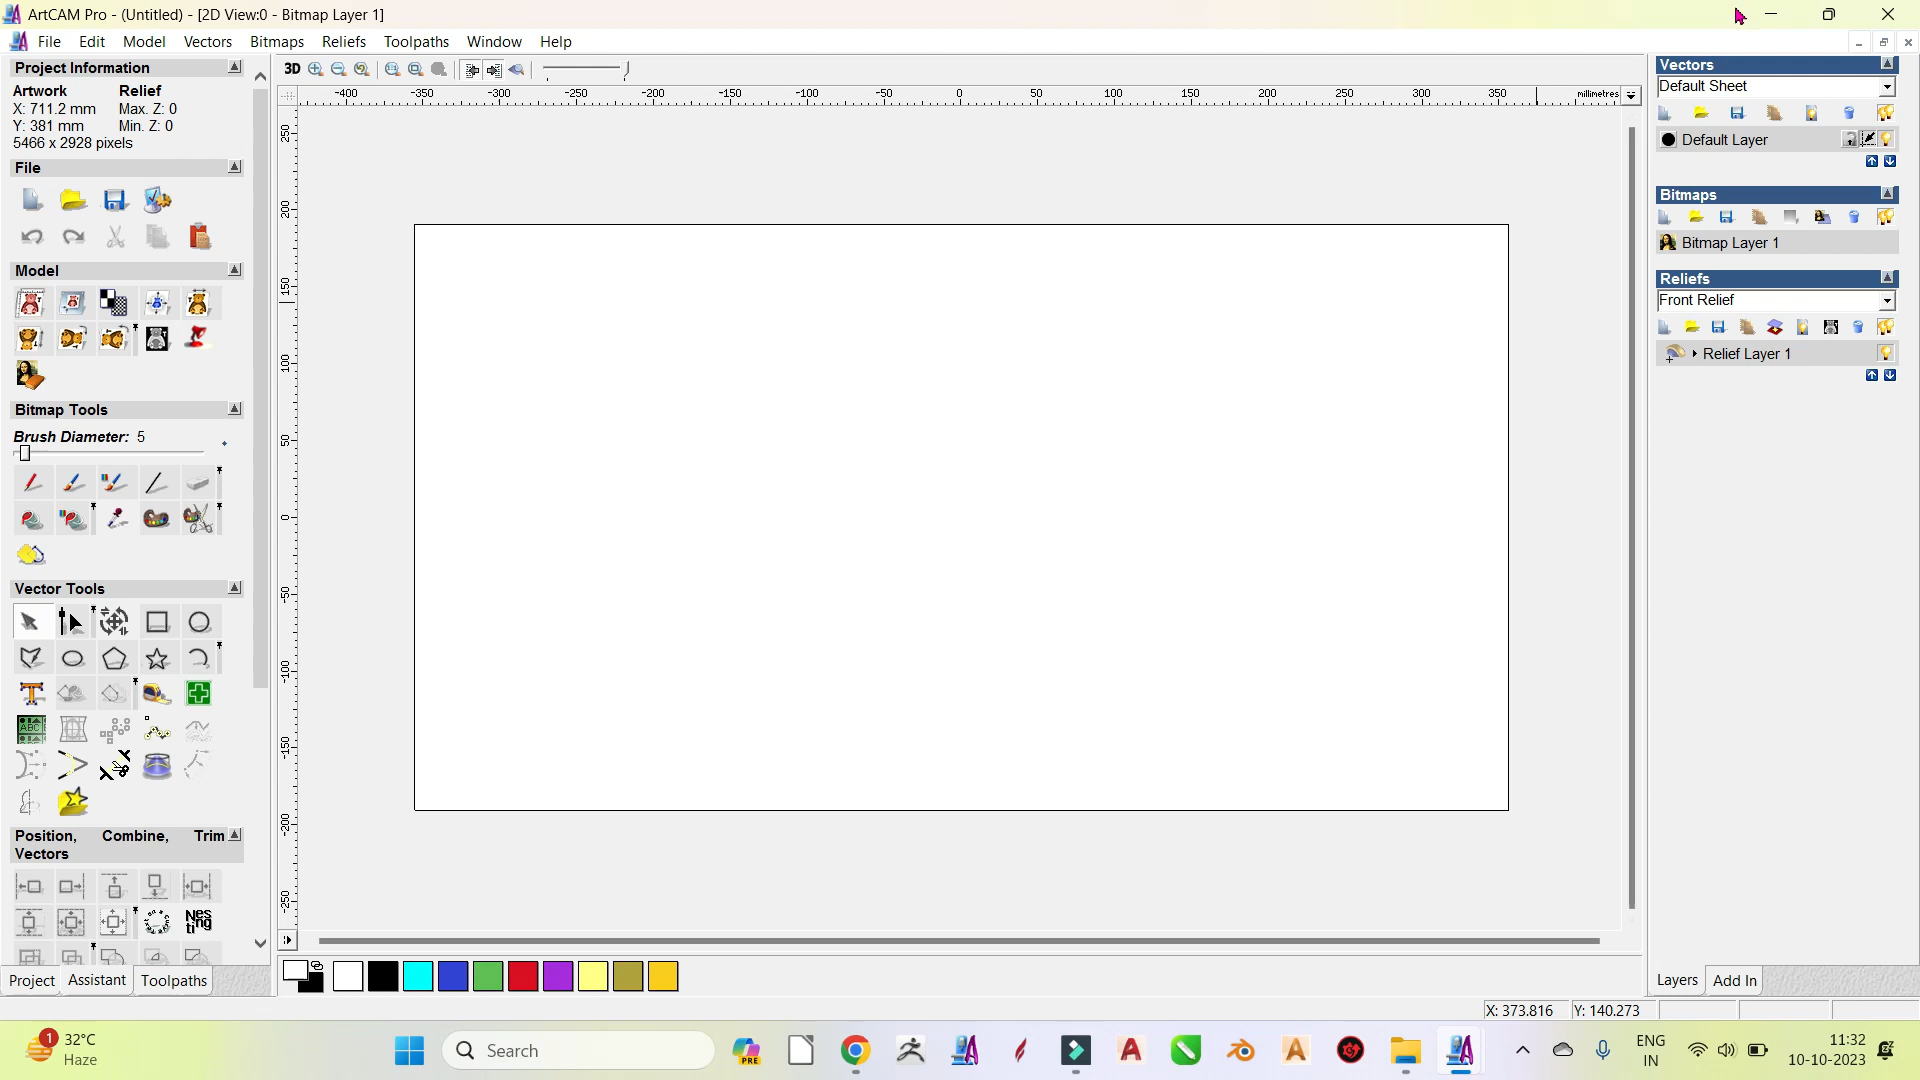 ArtCAM Pro - (Untitled) - [2D View:0 - Bitmap Layer 1]
File Edit Model Vectors Bitmaps Reliefs Toolpaths Window Help
Project Information
Artwork Relief
X: 711.2 mm Max. Z: 0
Y: 381 mm Min. Z: 0
5466 x 2928 pixels
File
Model
Bitmap Tools
Brush Diameter: 5
Vector Tools
ABC
Position, Combine, Trim
Vectors
Nes
ting
Project Assistant Toolpaths
3D
-400 -350 -300 -250 -200 -150 -100 -50 0 50 100 150 200 250 300 350 millimetres
250
200
150
100
50
0
-50
-100
-150
-200
-250
Vectors
Default Sheet
Default Layer
Bitmaps
Bitmap Layer 1
Reliefs
Front Relief
Relief Layer 1
Layers Add In
X: 373.816 Y: 140.273
1
32°C
Haze
Search
PRE
ENG
IN
11:32
10-10-2023